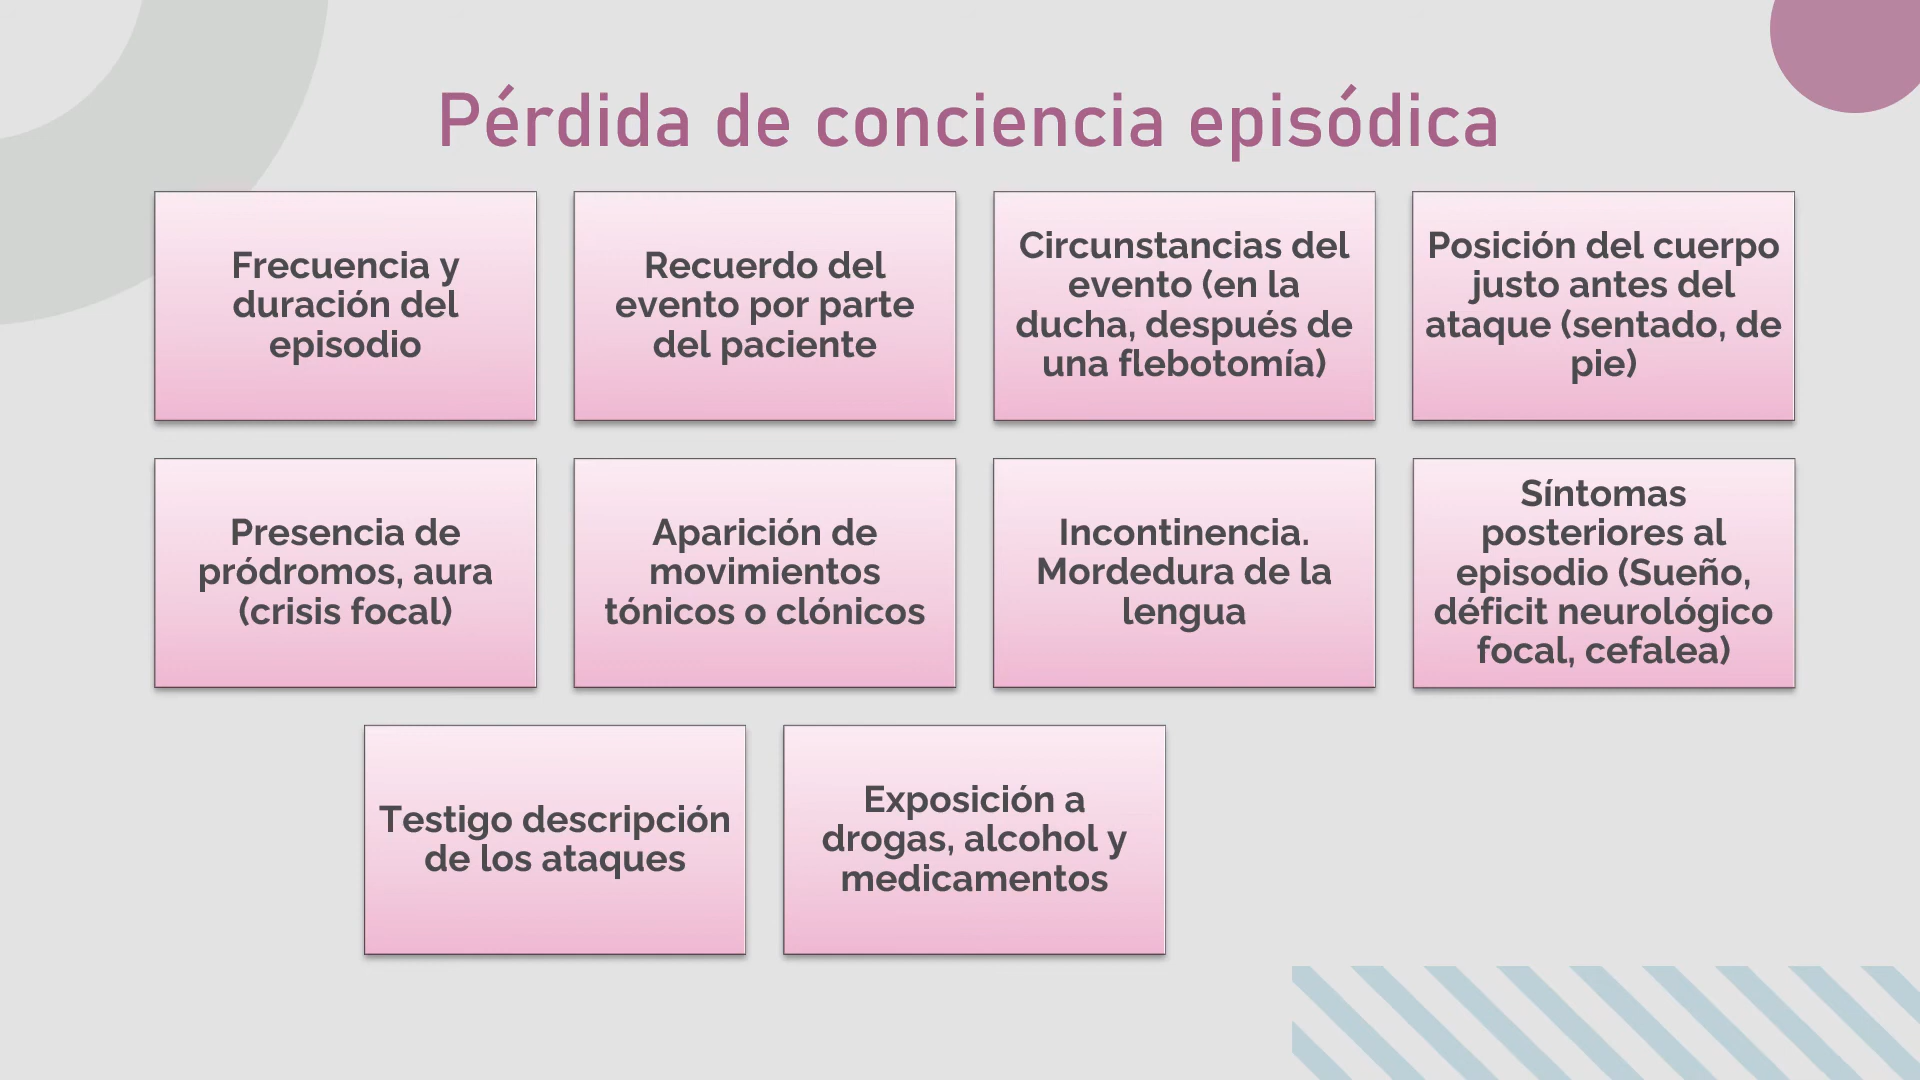 Pérdida de conciencia episódica
Frecuencia y
duración del
episodio
Recuerdo del
evento por parte
del paciente
Circunstancias del
evento (en la
ducha, después de
una flebotomía)
Posición del cuerpo
justo antes del
ataque (sentado, de
pie)
Presencia de
pródromos, aura
(crisis focal)
Aparición de
movimientos
tónicos o clónicos
Incontinencia.
Mordedura de la
lengua
Síntomas
posteriores al
episodio (Sueño,
déficit neurológico
focal, cefalea)
Testigo descripción
de los ataques
Exposición a
drogas, alcohol y
medicamentos